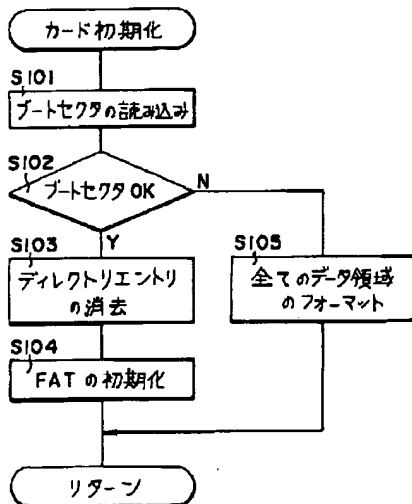 カード初期化
S101
ブートセクタの読み込み
S102
ブートセクタOK
N
Y
S103
ディレクトリエントリ
の消去
S105
全てのデータ領域
のフォーマット
S104
FATの初期化
リターン